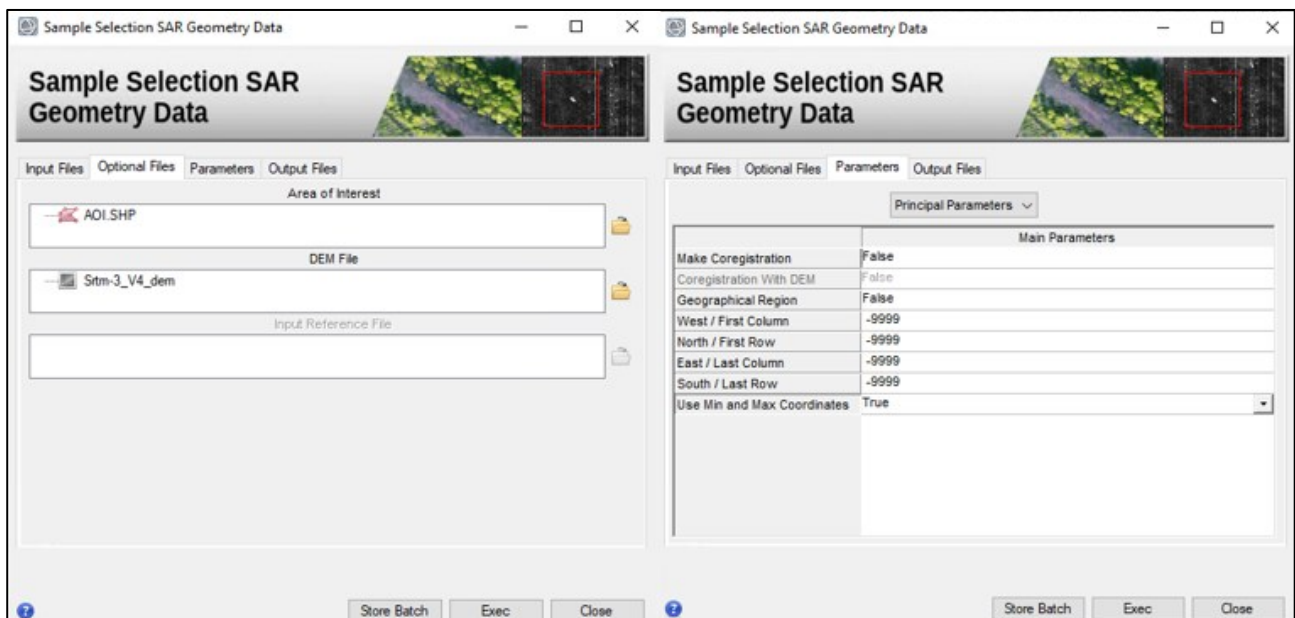 Sample Selection SAR Geometry Data
Sample Selection SAR
Geometry Data
Input Files Optional Files Parameters Output Files
Area of Interest
AOI.SHP
DEM File
Srtm-3_V4_dem
Input Reference File
Store Batch Exec Close
Sample Selection SAR Geometry Data
Sample Selection SAR
Geometry Data
Input Files Optional Files Parameters Output Files
Principal Parameters
Main Parameters
Make Coregistration False
Coregistration With DEM False
Geographical Region False
West / First Column -9999
North / First Row -9999
East / Last Column -9999
South / Last Row -9999
Use Min and Max Coordinates True
Store Batch Exec Close